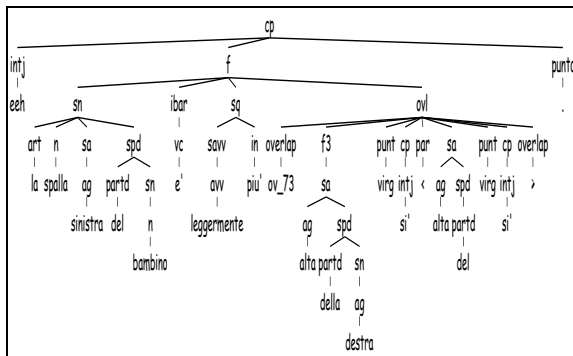 cp
intj f punto
eeh sn ibar sq ovl .
art n sa spd vc savv in overlap f3 punt cp par sa punt cp overlap
la spalla ag partd sn e' avv piu' ov_73 sa virg intj < ag spd virg intj >
sinistra del n leggermente ag spd si' alta partd si'
bambino alta partd sn del
della ag
destra